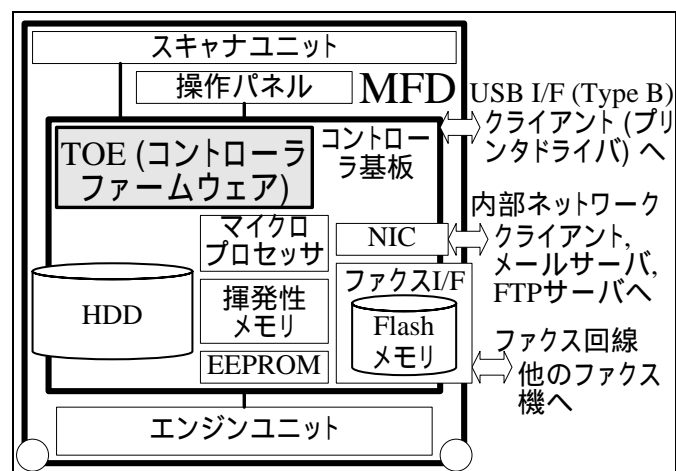 スキャナユニット
操作パネル
MFD
USB I/F (Type B)
クライアント (プリ
ンタドライバ) へ
TOE (コントローラ
ファームウェア)
コントロー
ラ基板
内部ネットワーク
クライアント,
メールサーバ,
FTPサーバへ
マイクロ
プロセッサ
NIC
ファクスI/F
HDD
揮発性
メモリ
Flash
メモリ
EEPROM
ファクス回線
他のファクス
機へ
エンジンユニット